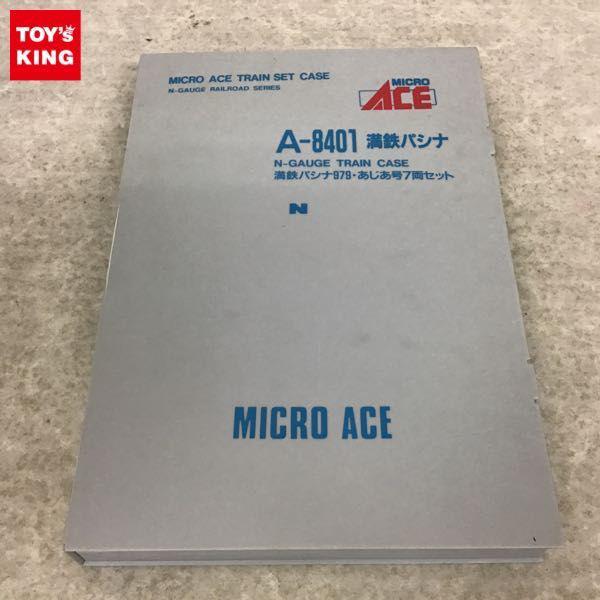 TOY's
KING
MICRO ACE TRAIN SET CASE
N-GAUGE RAILROAD SERIES
MICRO
ACE
A-8401 満鉄パシナ
N-GAUGE TRAIN CASE
満鉄パシナ979・あじあ号7両セット
N
MICRO ACE